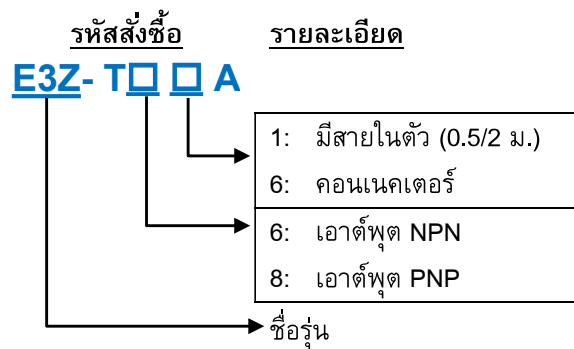 รหัสสั่งซื้อ รายละเอียด
E3Z- T□ □ A
1: มีสายในตัว (0.5/2 ม.)
6: คอนเนคเตอร์
6: เอาต์พุต NPN
8: เอาต์พุต PNP
ชื่อรุ่น